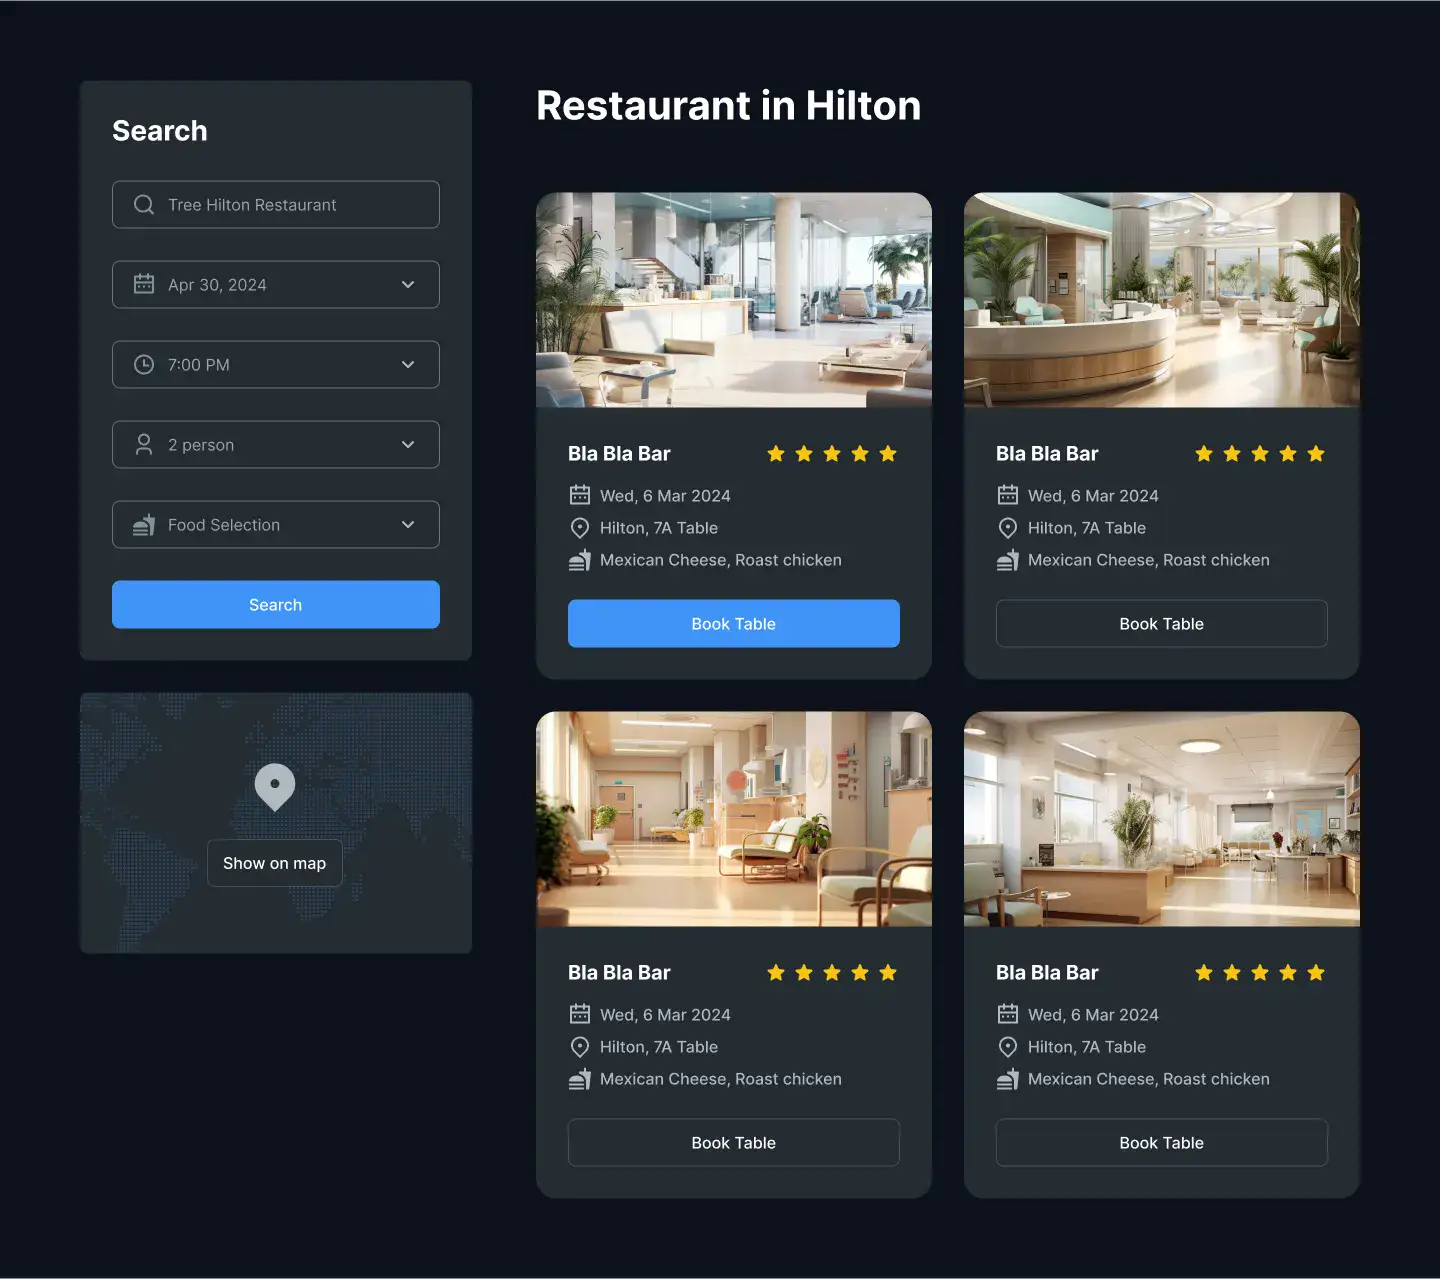 Search
Tree Hilton Restaurant
Apr 30, 2024
7:00 PM
2 person
Food Selection
Search
Show on map
Restaurant in Hilton
Bla Bla Bar
Wed, 6 Mar 2024
Hilton, 7A Table
Mexican Cheese, Roast chicken
Book Table
Bla Bla Bar
Wed, 6 Mar 2024
Hilton, 7A Table
Mexican Cheese, Roast chicken
Book Table
Bla Bla Bar
Wed, 6 Mar 2024
Hilton, 7A Table
Mexican Cheese, Roast chicken
Book Table
Bla Bla Bar
Wed, 6 Mar 2024
Hilton, 7A Table
Mexican Cheese, Roast chicken
Book Table